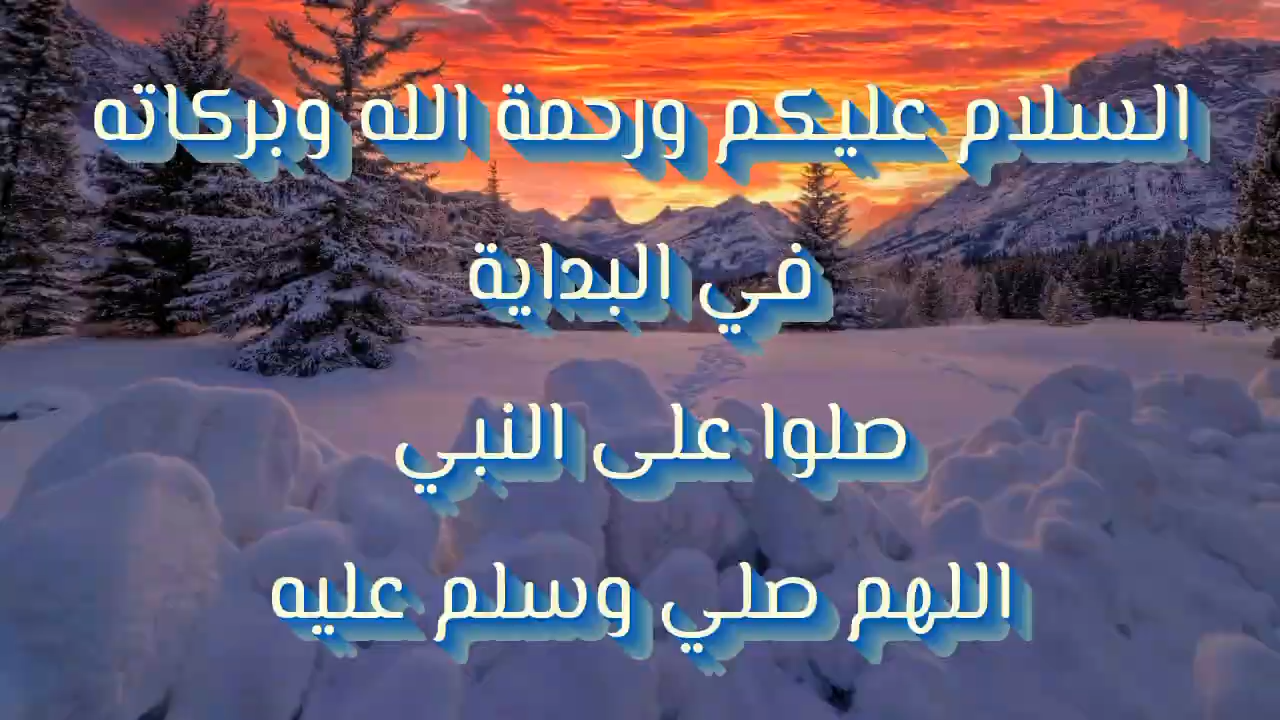 السلام عليكم ورحمة الله وبركاته
في البداية
صلوا على النبي
اللهم صلي وسلم عليه